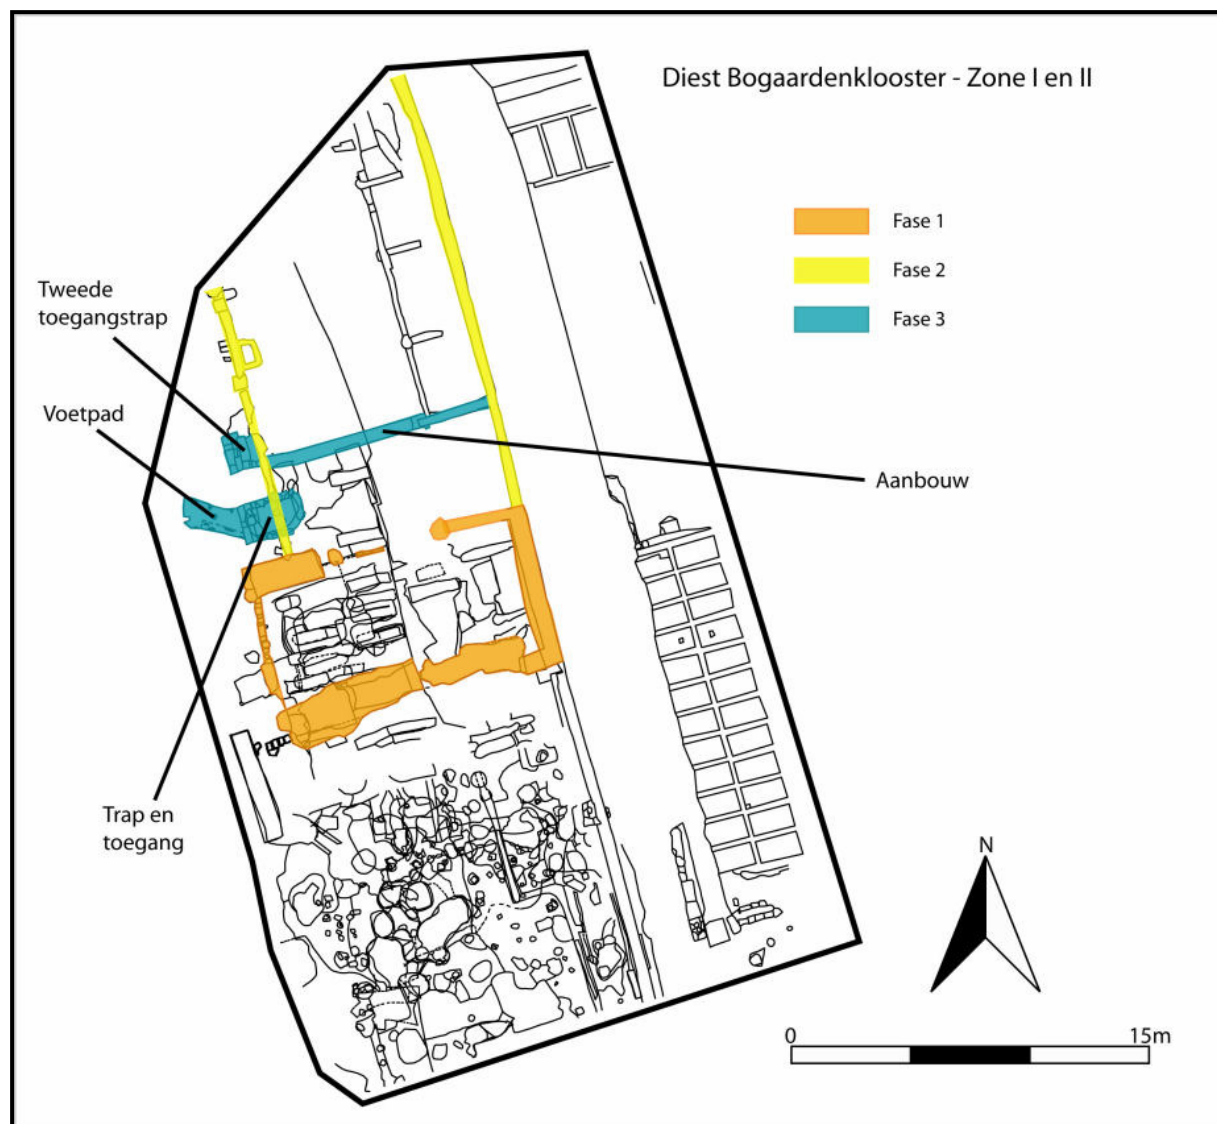 Diest Bogaardenklooster - Zone I en II
Fase 1
Fase 2
Fase 3
Tweede
toegangstrap
Voetpad
Aanbouw
Trap en
toegang
N
0
15m